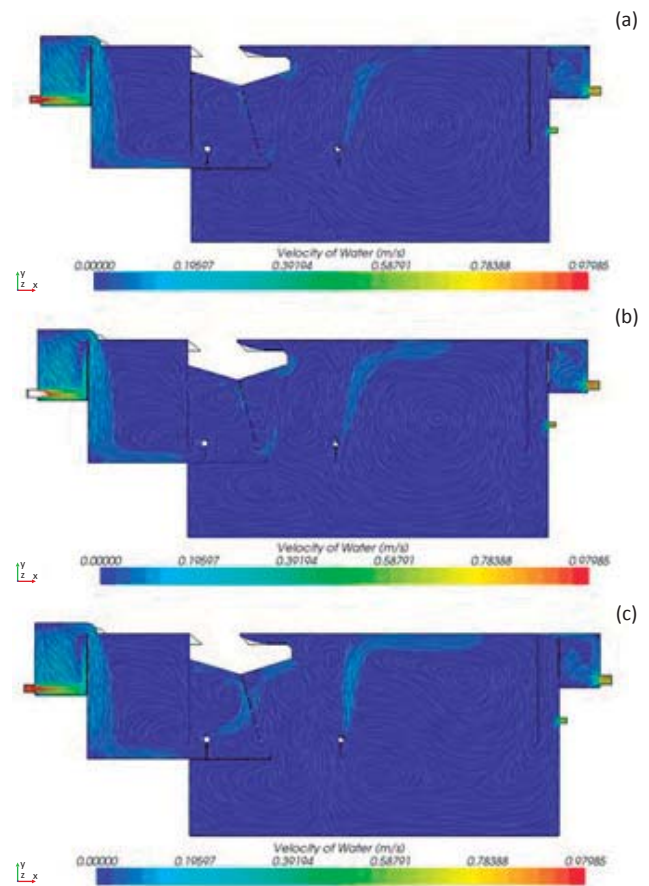 (a)
Velocity of Water (m/s)
0.00000 0.19597 0.39194 0.58791 0.78388 0.97985
y
z x
(b)
Velocity of Water (m/s)
0.00000 0.19597 0.39194 0.58791 0.78388 0.97985
y
z x
(c)
Velocity of Water (m/s)
0.00000 0.19597 0.39194 0.58791 0.78388 0.97985
y
z x